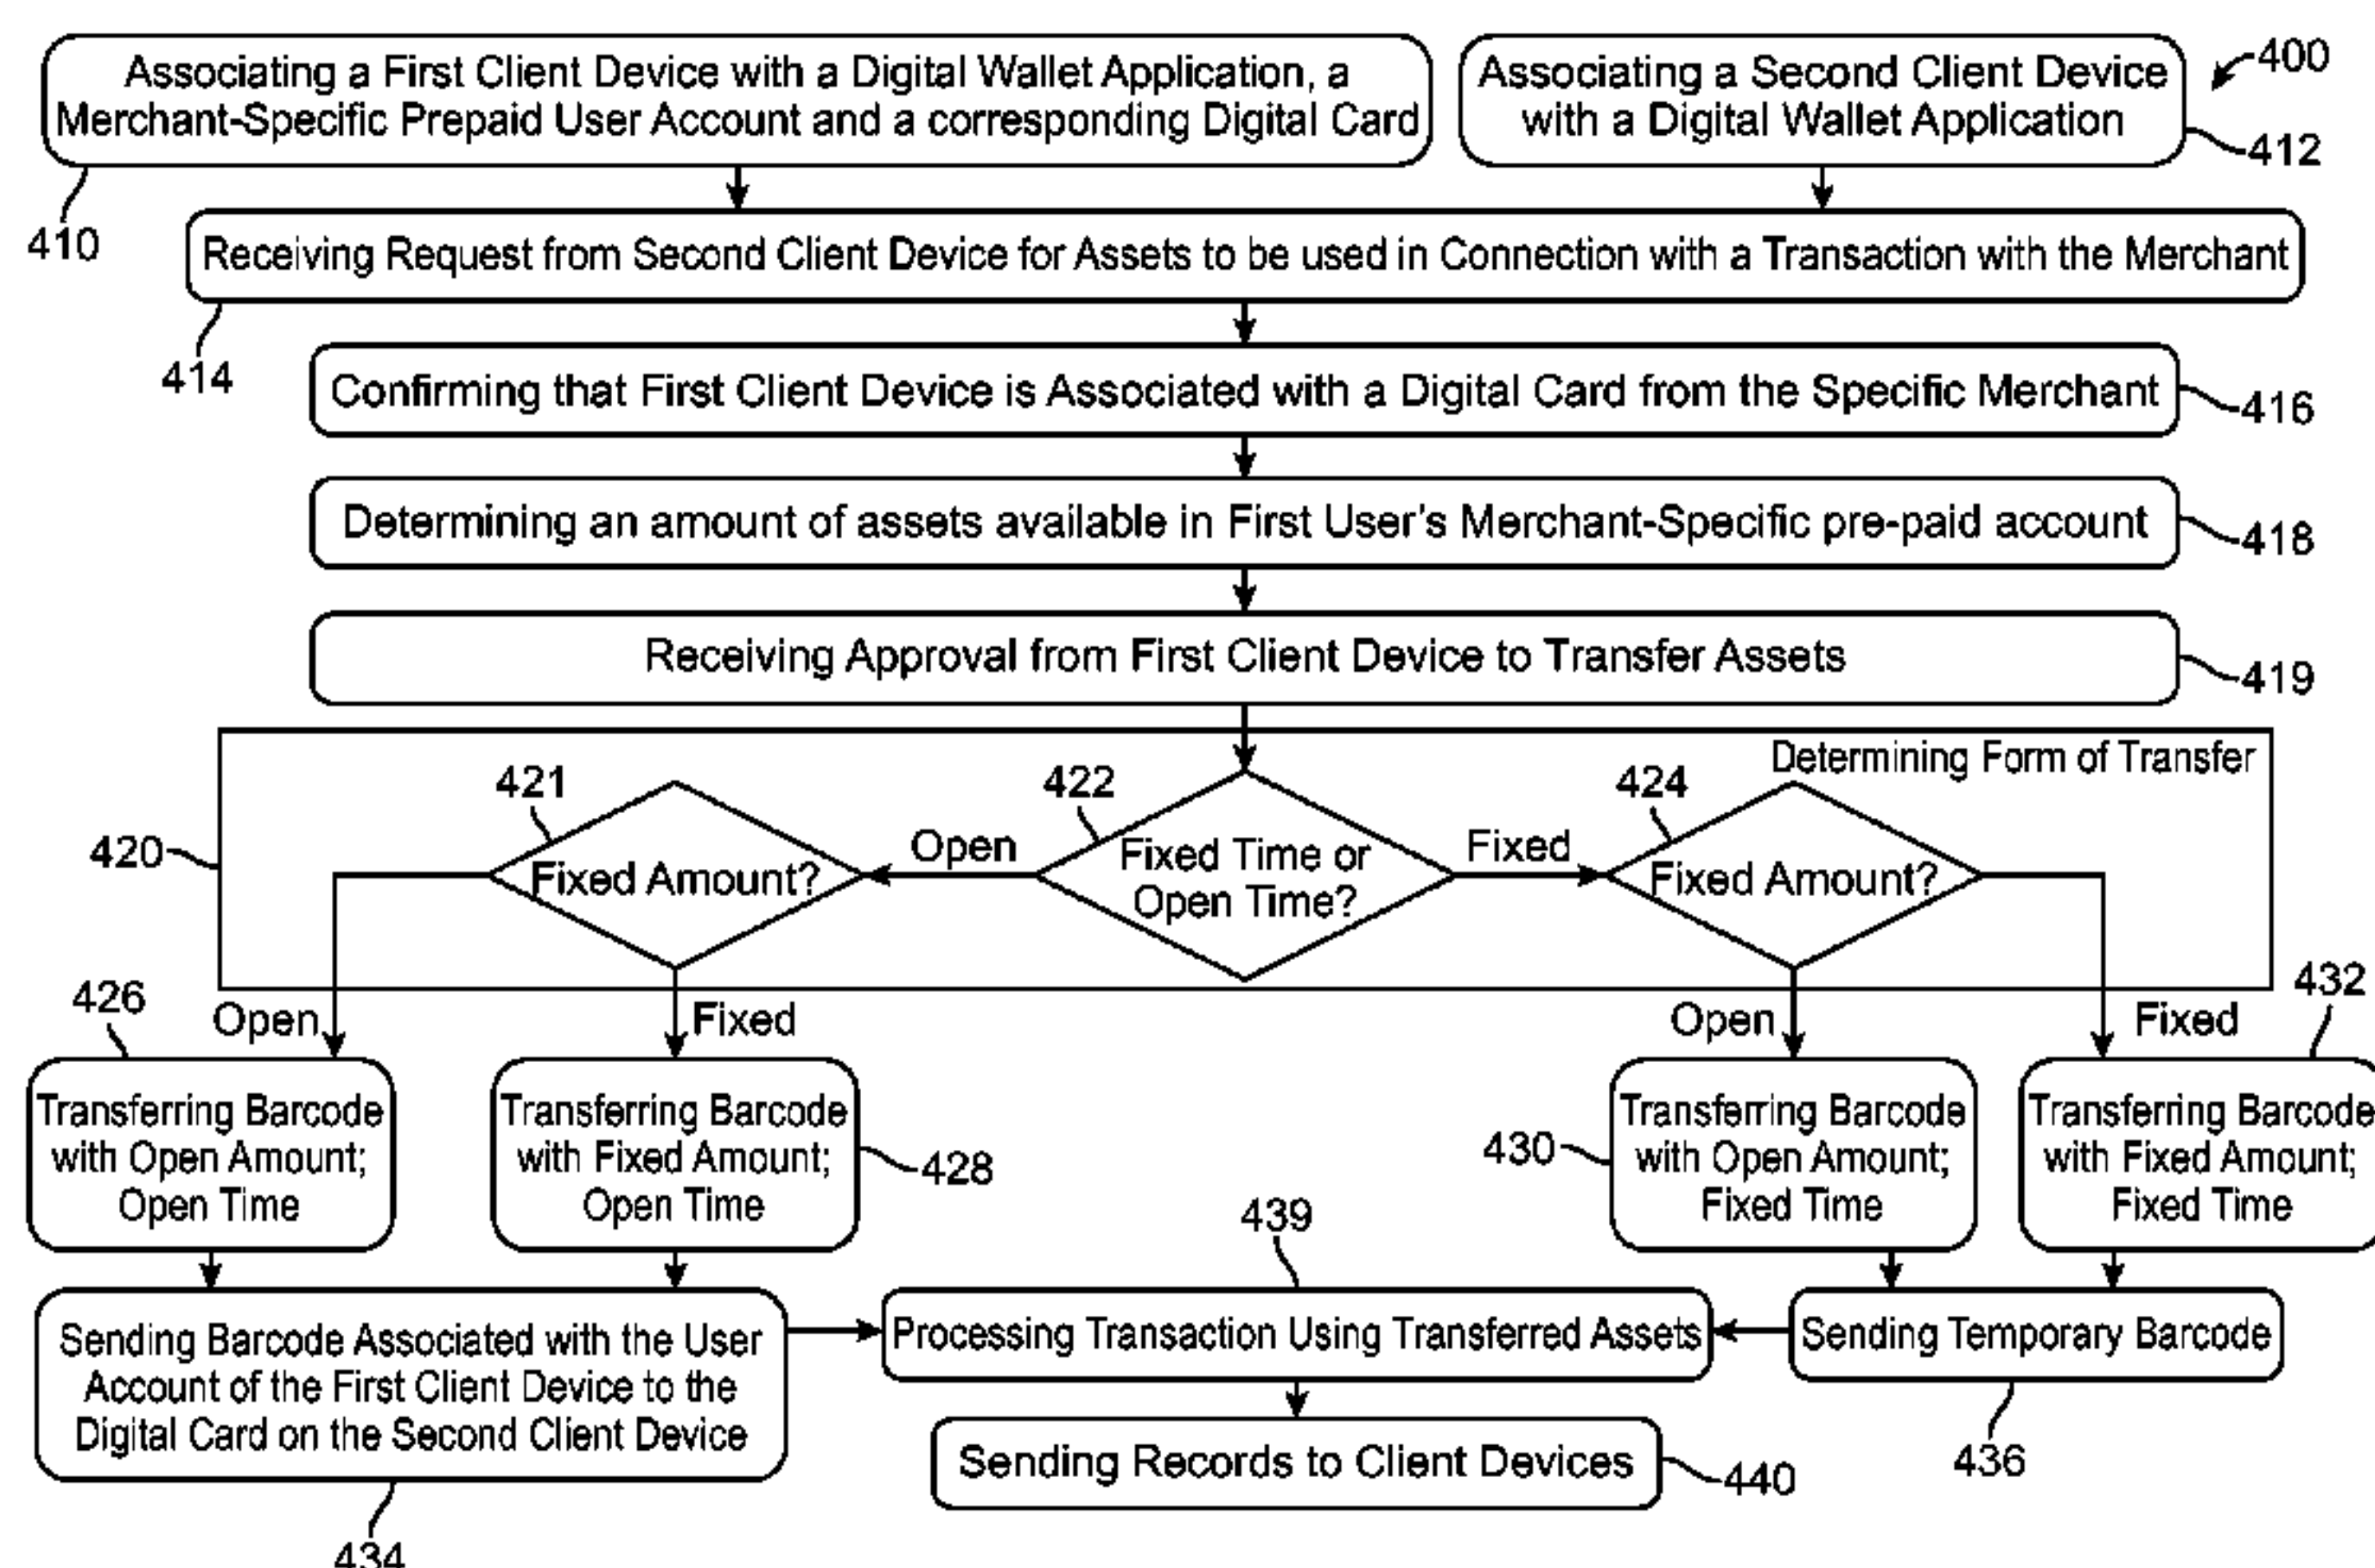 Associating a First Client Device with a Digital Wallet Application, a
Merchant-Specific Prepaid User Account and a corresponding Digital Card
410
Associating a Second Client Device
with a Digital Wallet Application
400
412
Receiving Request from Second Client Device for Assets to be used in Connection with a Transaction with the Merchant
414
Confirming that First Client Device is Associated with a Digital Card from the Specific Merchant
416
Determining an amount of assets available in First User's Merchant-Specific pre-paid account
418
Receiving Approval from First Client Device to Transfer Assets
419
Determining Form of Transfer
420
421
Fixed Amount?
Open
422
Fixed Time or
Open Time?
Fixed
424
Fixed Amount?
426
Open
Fixed
Open
Fixed
432
Transferring Barcode
with Open Amount;
Open Time
Transferring Barcode
with Fixed Amount;
Open Time
428
430
Transferring Barcode
with Open Amount;
Fixed Time
Transferring Barcode
with Fixed Amount;
Fixed Time
Sending Barcode Associated with the User
Account of the First Client Device to the
Digital Card on the Second Client Device
434
439
Processing Transaction Using Transferred Assets
Sending Temporary Barcode
436
Sending Records to Client Devices
440